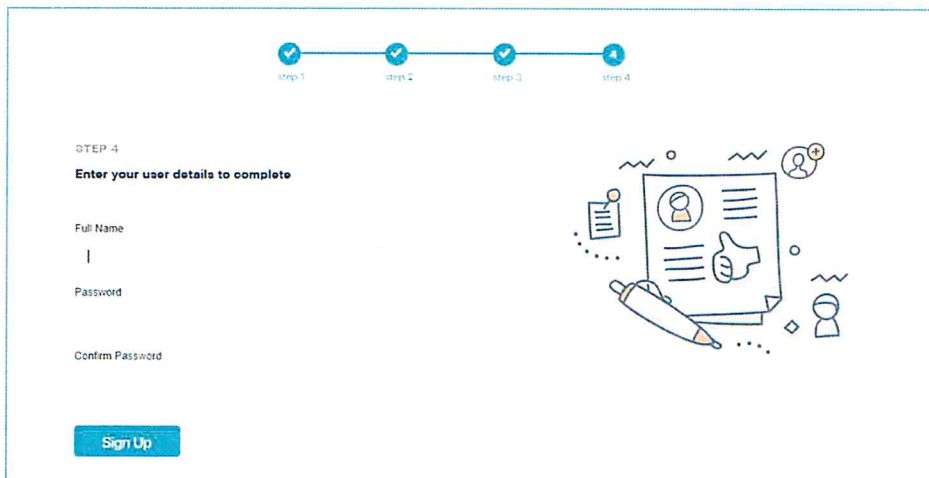 4
step 1 step 2 step 3 step 4
STEP 4
Enter your user details to complete
Full Name
Password
Confirm Password
Sign Up